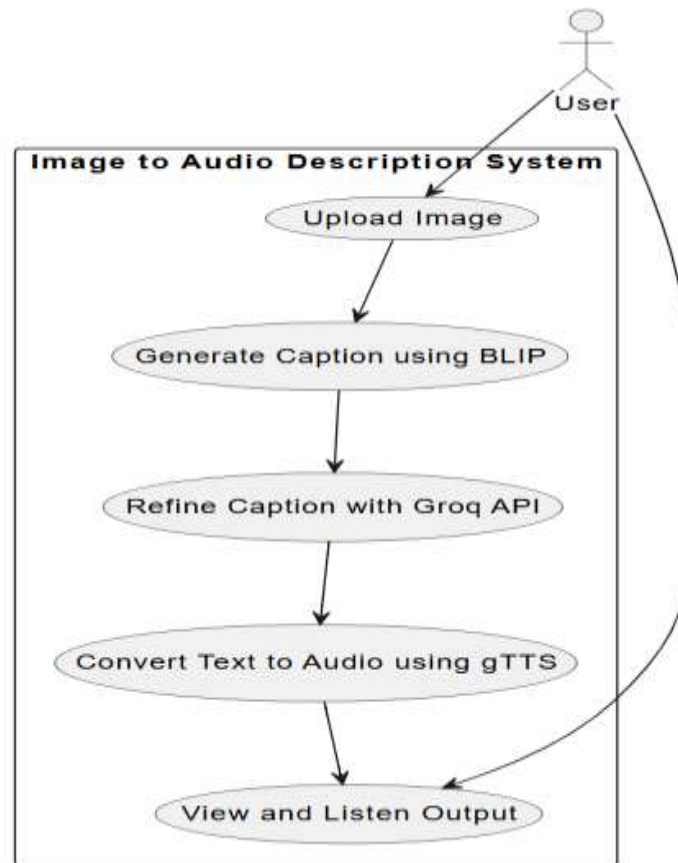 User
Image to Audio Description System
Upload Image
Generate Caption using BLIP
Refine Caption with Groq API
Convert Text to Audio using gTTS
View and Listen Output